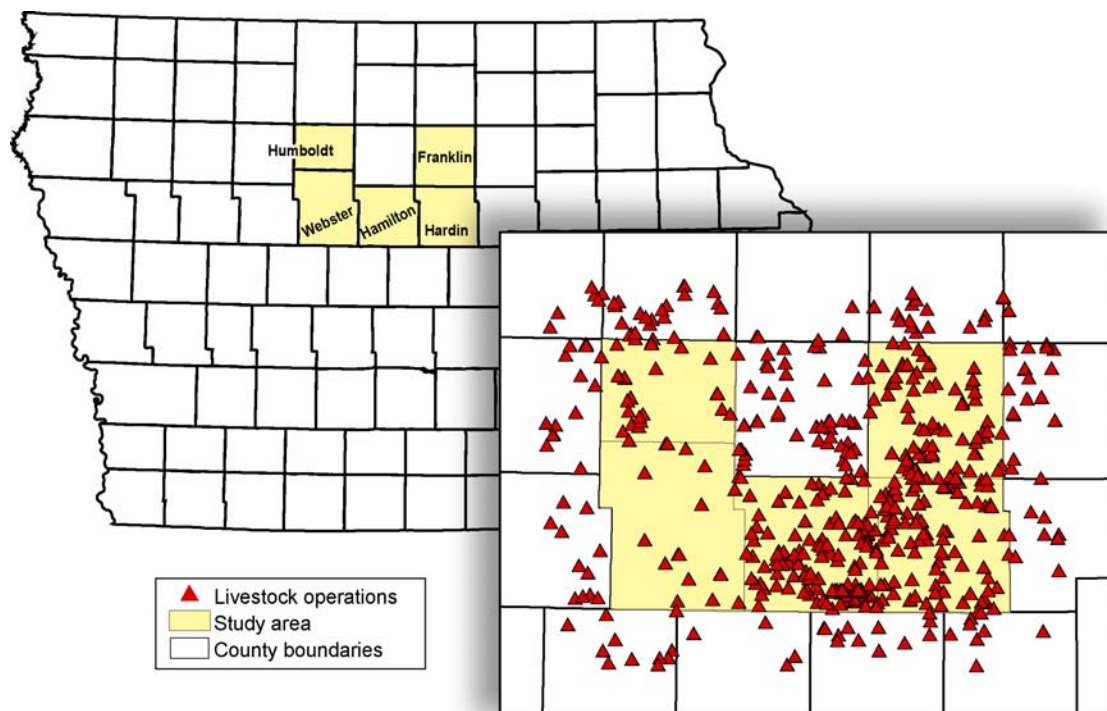 Humboldt
Franklin
Webster
Hamilton
Hardin
Livestock operations
Study area
County boundaries